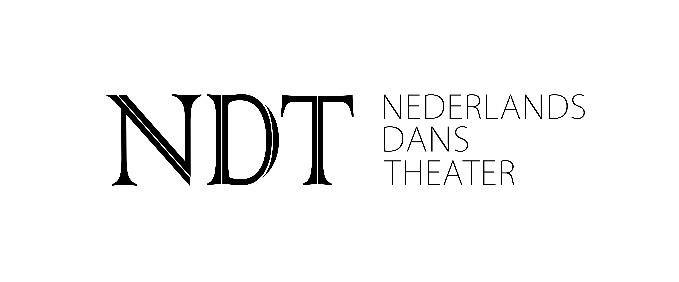 NDT
NEDERLANDS
DANS
THEATER